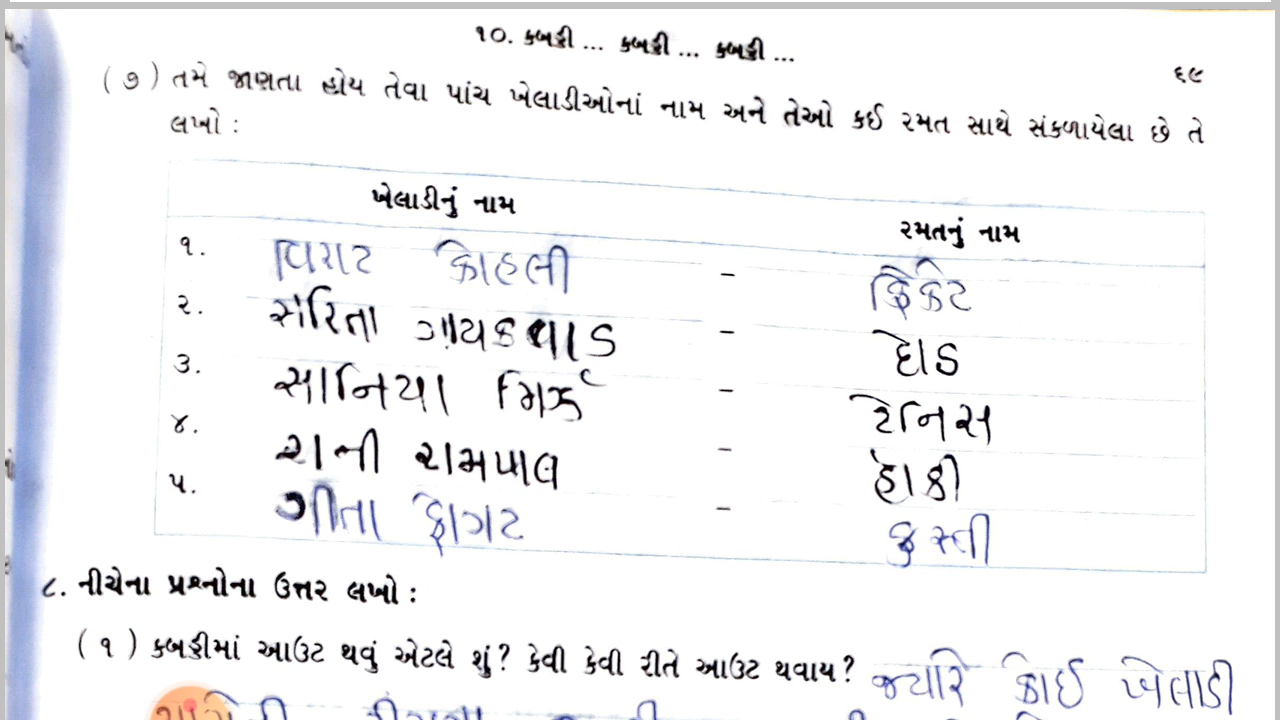 ૧૦. કબડ્ડી ... કબડ્ડી ... કબડ્ડી ...
૬૯
(૭) તમે જાણતા હોય તેવા પાંચ ખેલાડીઓનાં નામ અને તેઓ કઈ રમત સાથે સંકળાયેલા છે તે
લખો :
ખેલાડીનું નામ રમતનું નામ
૧. વિરાટ કોહલી - ક્રિકેટ
૨. સરિતા ગાયકવાડ - દોડ
૩. સાનિયા મિર્ઝા - ટેનિસ
૪. રાની રામપાલ - હોકી
૫. ગીતા ફોગટ - કુસ્તી
૮. નીચેના પ્રશ્નોના ઉત્તર લખો :
(૧) કબડ્ડીમાં આઉટ થવું એટલે શું? કેવી કેવી રીતે આઉટ થવાય? જ્યારે કોઈ ખેલાડી